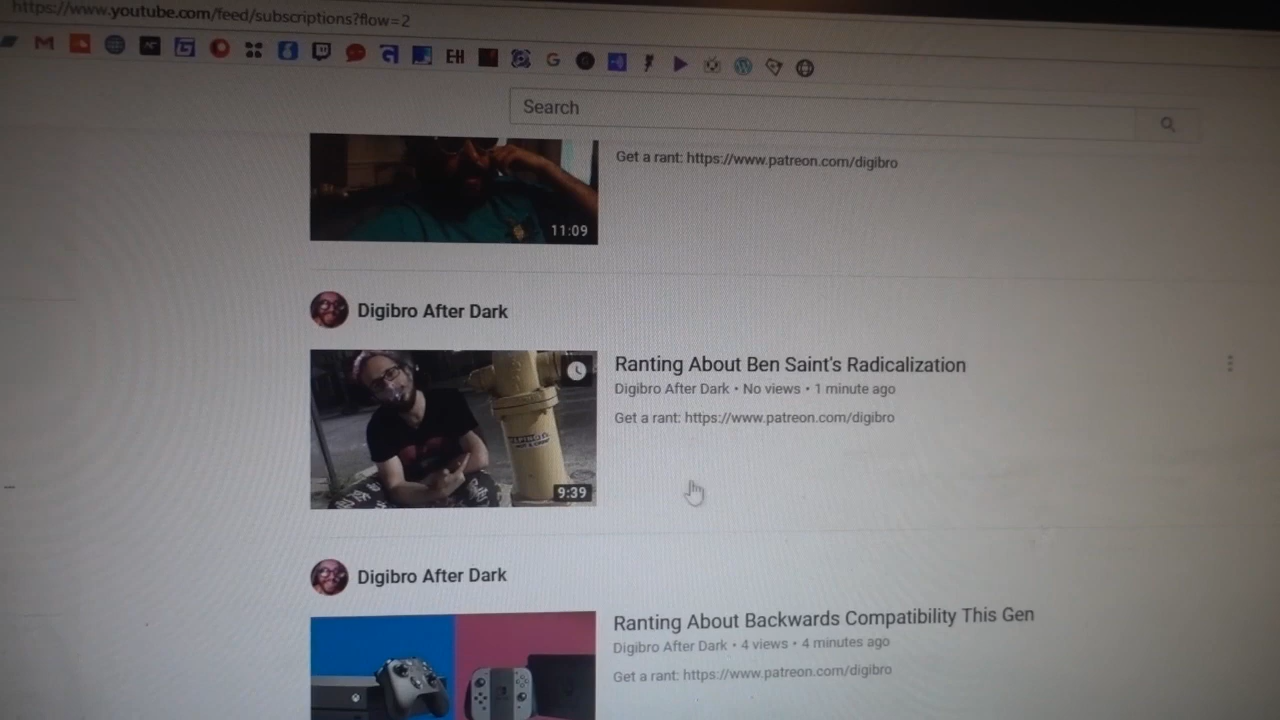 https://www.youtube.com/feed/subscriptions?flow=2
EH
Search
Get a rant: https://www.patreon.com/digibro
11:09
Digibro After Dark
Ranting About Ben Saint's Radicalization
Digibro After Dark • No views • 1 minute ago
Get a rant: https://www.patreon.com/digibro
9:39
Digibro After Dark
Ranting About Backwards Compatibility This Gen
Digibro After Dark • 4 views • 4 minutes ago
Get a rant: https://www.patreon.com/digibro